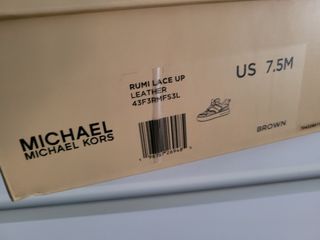 RUMI LACE UP
LEATHER
43F3RMFS3L
US 7.5M
MICHAEL
MICHAEL KORS
BROWN